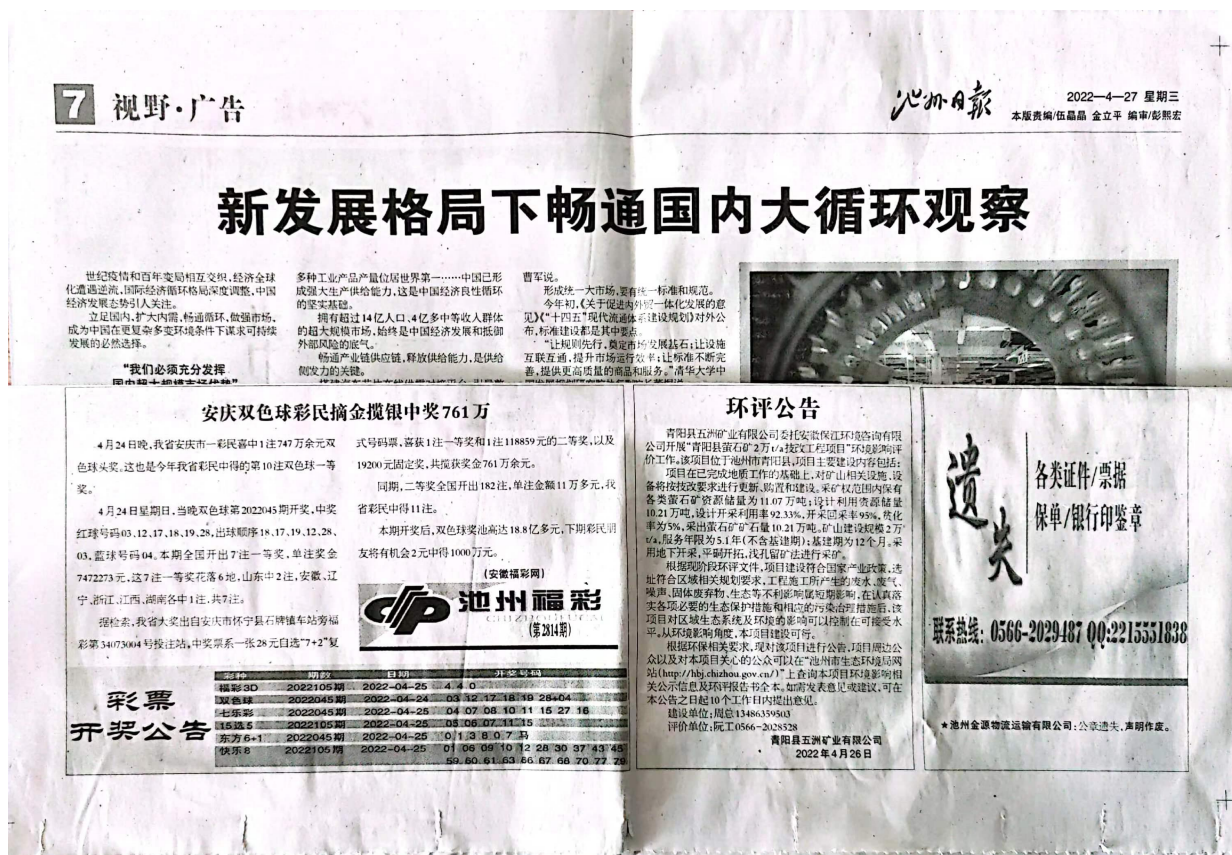 7 视野·广告
池州日报
2022—4—27 星期三
本版责编/伍晶晶 金立平 编审/彭熙宏
新发展格局下畅通国内大循环观察
世纪疫情和百年变局相互交织,经济全球
化遭遇逆流,国际经济循环格局深度调整,中国
经济发展态势引人关注。
立足国内,扩大内需,畅通循环,做强市场,
成为中国在更复杂多变环境条件下谋求可持续
发展的必然选择。
“我们必须充分发挥
国内超大规模市场优势”
多种工业产品产量位居世界第一……中国已形
成强大生产供给能力,这是中国经济良性循环
的坚实基础。
拥有超过14亿人口、4亿多中等收入群体
的超大规模市场,始终是中国经济发展和抵御
外部风险的底气。
畅通产业链供应链,释放供给能力,是供给
侧发力的关键。
曹军说。
形成统一大市场,要有统一标准和规范。
今年初,《关于促进内外贸一体化发展的意
见》《“十四五”现代流通体系建设规划》对外公
布,标准建设都是其中要点。
“让规则先行,奠定市场发展基石;让设施
互联互通,提升市场运行效率;让标准不断完
善,提供更高质量的商品和服务。”清华大学中
安庆双色球彩民摘金揽银中奖761万
4月24日晚,我省安庆市一彩民喜中1注747万余元双
色球头奖。这也是今年我省彩民中得的第10注双色球一等
奖。
4月24日星期日,当晚双色球第2022045期开奖,中奖
红球号码03、12、17、18、19、28,出球顺序18、17、19、12、28、
03,蓝球号码04。本期全国开出7注一等奖,单注奖金
7472273元,这7注一等奖花落6地,山东中2注,安徽、辽
宁、浙江、江西、湖南各中1注,共7注。
据检索,我省大奖出自安庆市怀宁县石牌镇车站旁福
彩第34073004号投注站,中奖票系一张28元自选“7+2”复
式号码票,喜获1注一等奖和1注118859元的二等奖,以及
19200元固定奖,共揽获奖金761万余元。
同期,二等奖全国开出182注,单注金额11万多元,我
省彩民中得11注。
本期开奖后,双色球奖池高达18.8亿多元,下期彩民朋
友将有机会2元中得1000万元。
(安徽福彩网)
池州福彩
CHIZHOUFUCAI
(第2814期)
彩票
开奖公告
彩种 期数 日期 开奖号码
福彩3D 2022105期 2022-04-25 4 4 0
双色球 2022045期 2022-04-24 03 12 17 18 19 28+04
七乐彩 2022045期 2022-04-25 04 07 08 10 11 15 27 16
15选5 2022105期 2022-04-25 05 06 07 11 15
东方6+1 2022045期 2022-04-25 0 1 3 8 0 7 马
快乐8 2022105期 2022-04-25 01 06 09 10 12 28 30 37 43 45
59 60 61 63 66 67 68 70 77 79
环评公告
青阳县五洲矿业有限公司委托安徽保江环境咨询有限
公司开展“青阳县萤石矿2万t/a技改工程项目”环境影响评
价工作。该项目位于池州市青阳县,项目主要建设内容包括:
项目在已完成地质工作的基础上,对矿山相关设施、设
备将按技改要求进行更新、购置和建设。采矿权范围内保有
各类萤石矿资源储量为11.07万吨;设计利用资源储量
10.21万吨,设计开采利用率92.33%,开采回采率95%,贫化
率为5%,采出萤石矿矿石量10.21万吨。矿山建设规模2万
t/a,服务年限为5.1年(不含基建期);基建期为12个月。采
用地下开采,平硐开拓,浅孔留矿法进行采矿。
根据现阶段环评文件,项目建设符合国家产业政策,选
址符合区域相关规划要求,工程施工所产生的废水、废气、
噪声、固体废弃物、生态等不利影响属短期影响,在认真落
实各项必要的生态保护措施和相应的污染治理措施后,该
项目对区域生态系统及环境的影响可以控制在可接受水
平,从环境影响角度,本项目建设可行。
根据环保相关要求,现对该项目进行公告,项目周边公
众以及对本项目关心的公众可以在“池州市生态环境局网
站(http://hbj.chizhou.gov.cn/)”上查询本项目环境影响相
关公示信息及环评报告书全本。如需发表意见或建议,可在
本公告之日起10个工作日内提出意见。
建设单位:周总13486359503
评价单位:阮工0566-2028528
青阳县五洲矿业有限公司
2022年4月26日
遗失
各类证件/票据
保单/银行印鉴章
联系热线:0566-2029487 QQ:2215551838
★池州金源物流运输有限公司:公章遗失,声明作废。